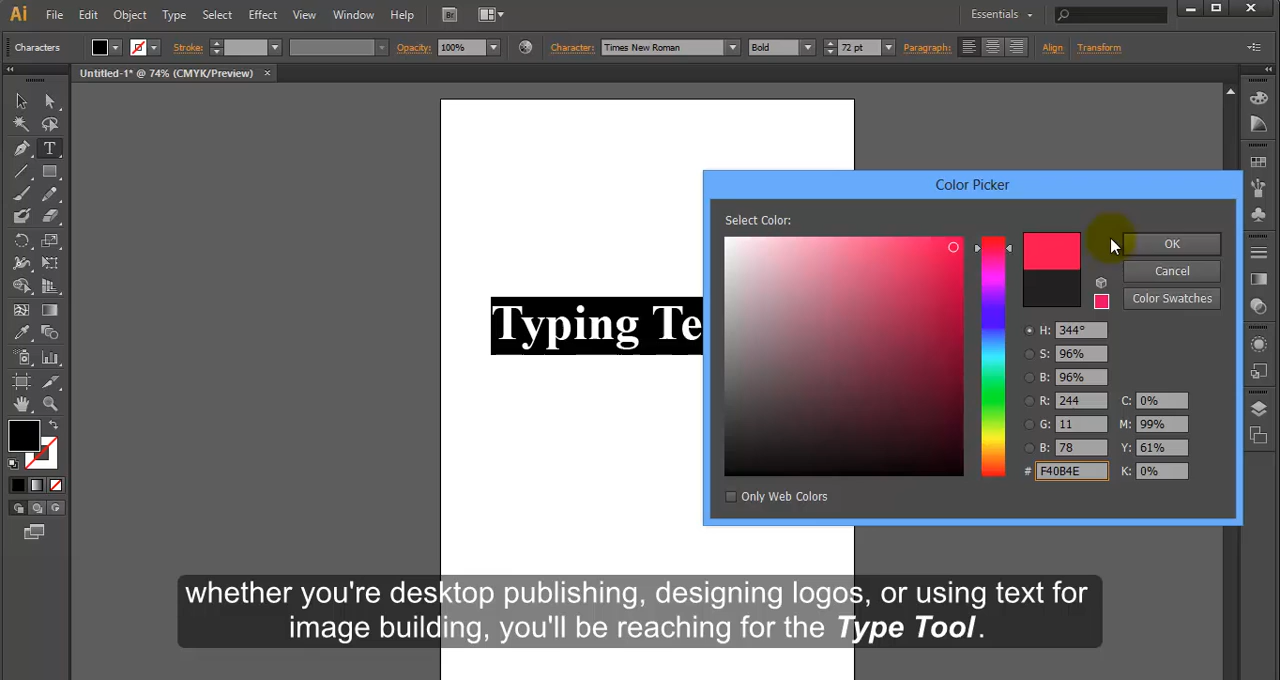 Ai File Edit Object Type Select Effect View Window Help Br Essentials
Characters Stroke: Opacity: 100% Character: Times New Roman Bold 72 pt Paragraph: Align Transform
Untitled-1* @ 74% (CMYK/Preview) ×
Color Picker
Select Color:
OK
Cancel
Color Swatches
Typing Te
H: 344°
S: 96%
B: 96%
R: 244 C: 0%
G: 11 M: 99%
B: 78 Y: 61%
# F40B4E K: 0%
Only Web Colors
whether you're desktop publishing, designing logos, or using text for
image building, you'll be reaching for the Type Tool.